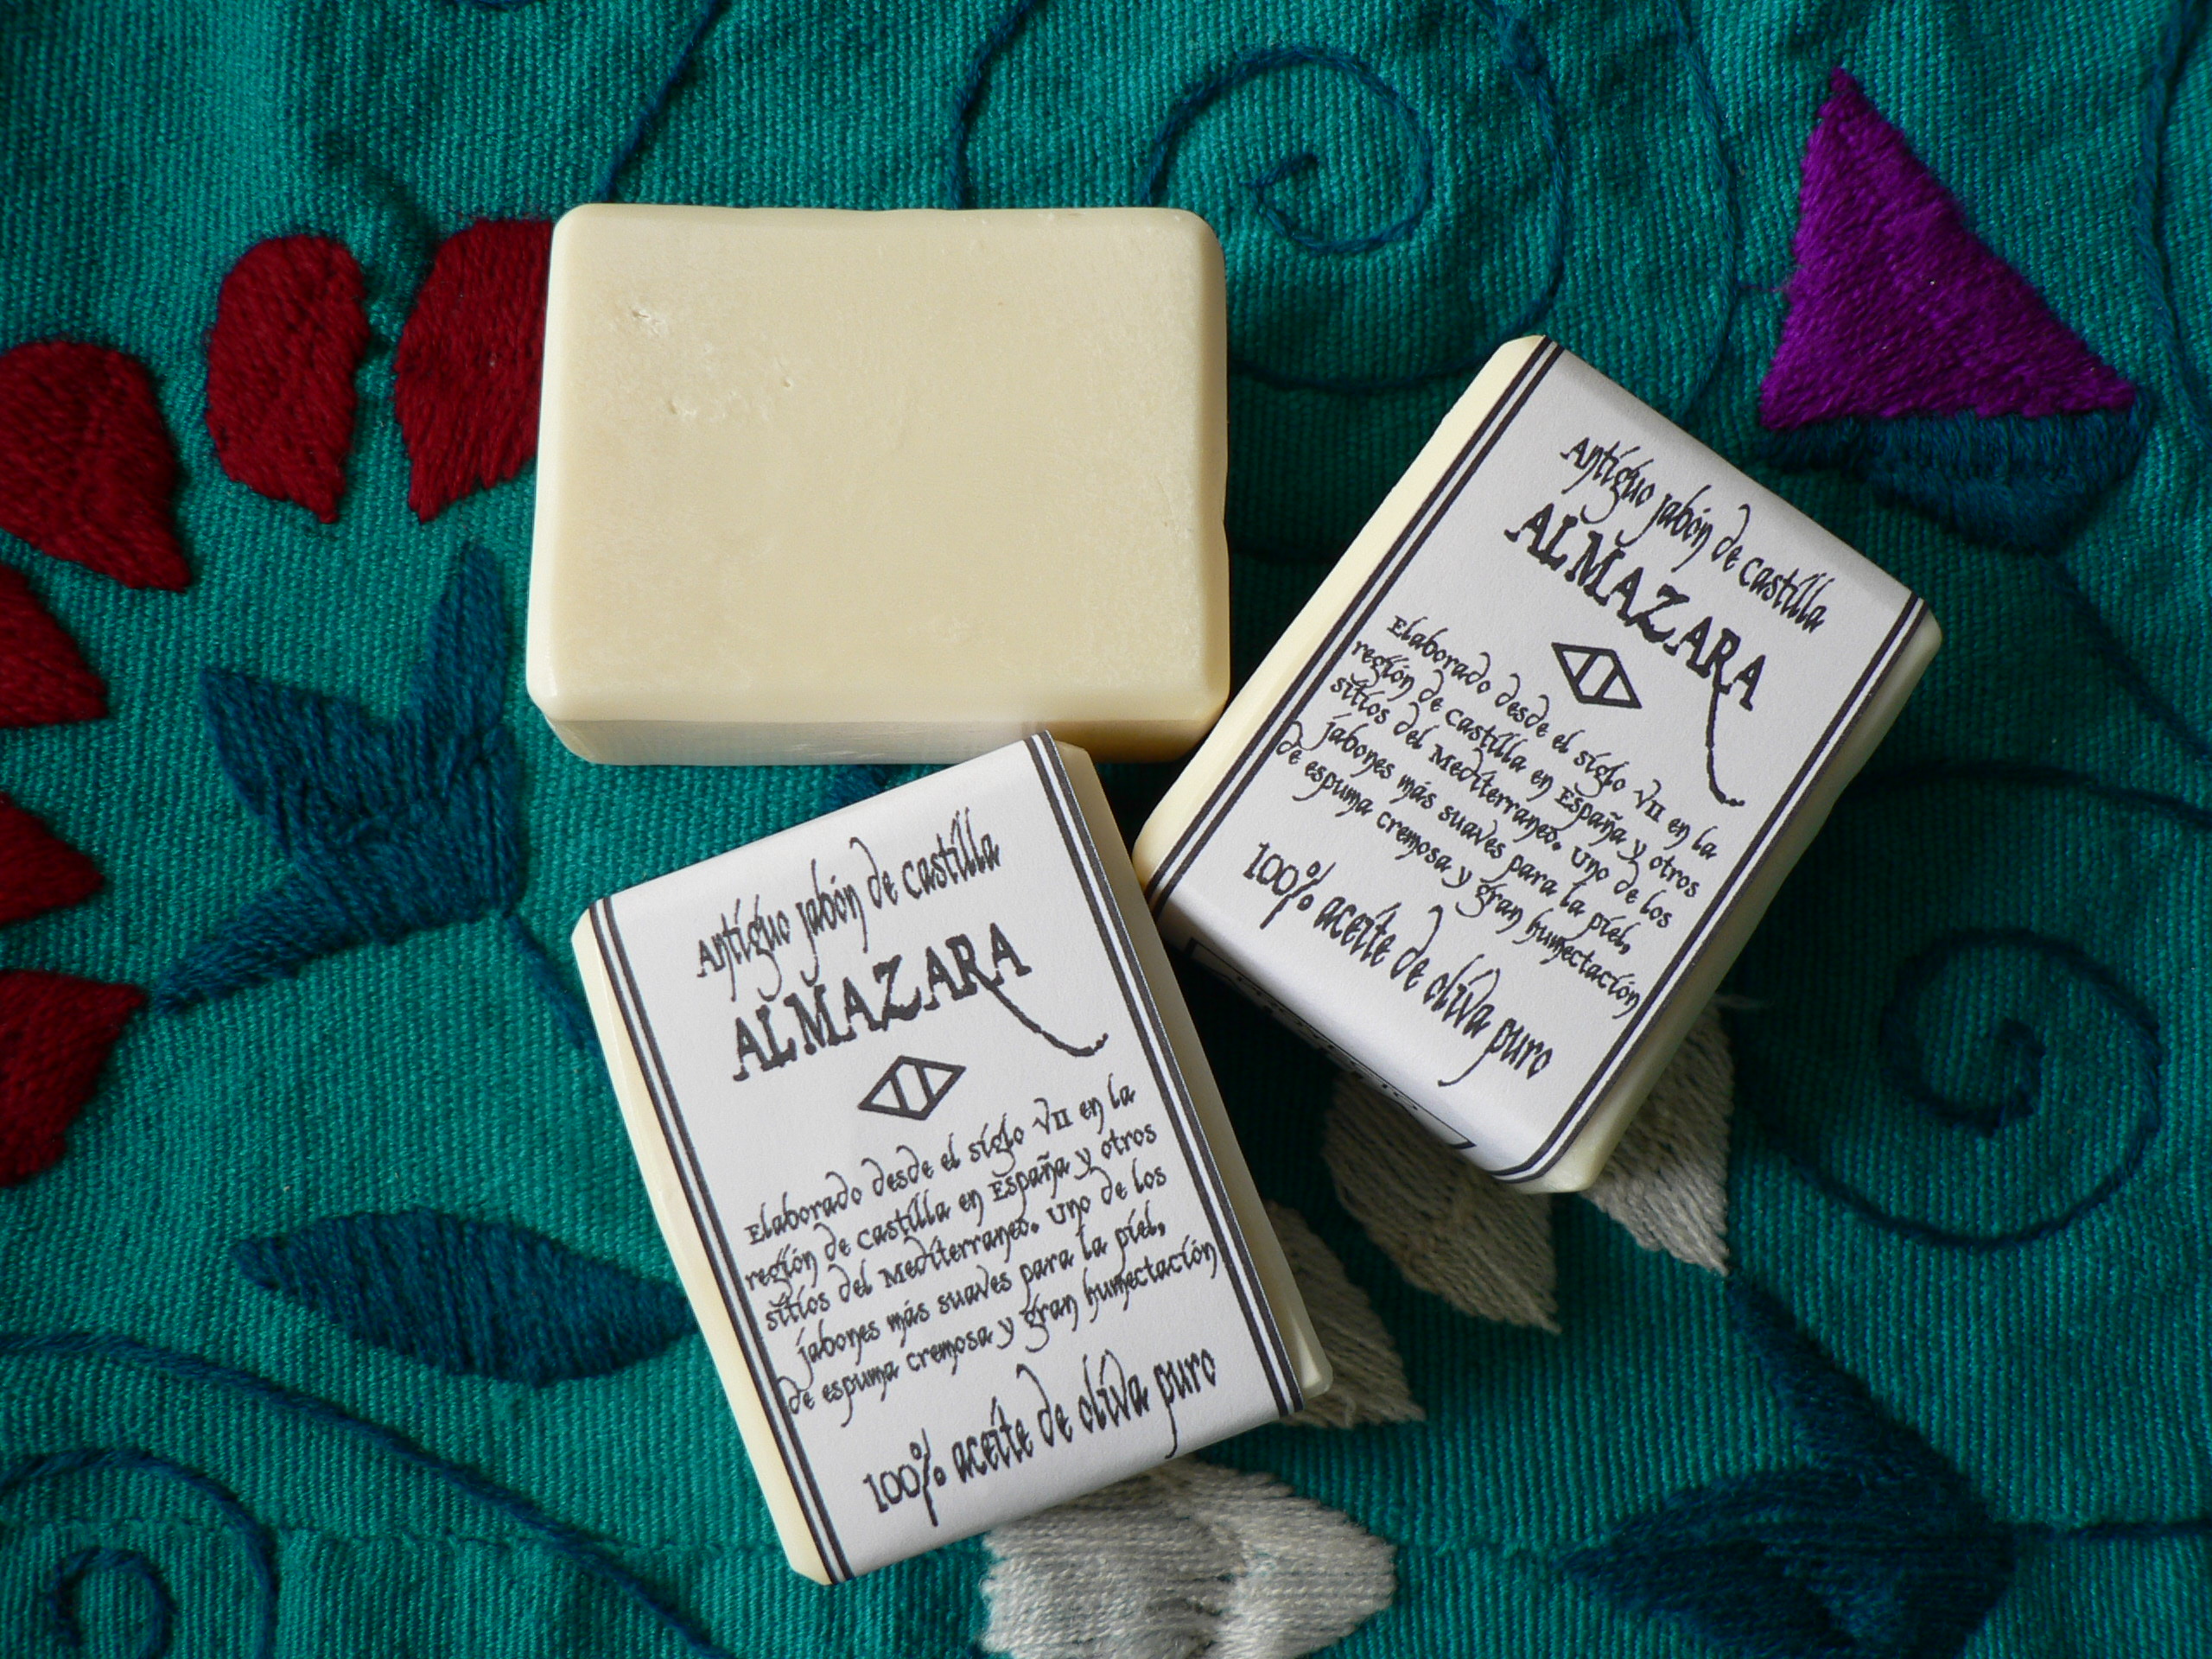 Antiguo jabón de castilla
ALMAZARA
Elaborado desde el siglo VII en la
región de Castilla en España y otros
sitios del Mediterraneo. Uno de los
jabones más suaves para la piel,
de espuma cremosa y gran humectación
100% aceite de oliva puro
Antiguo jabón de castilla
ALMAZARA
Elaborado desde el siglo VII en la
región de Castilla en España y otros
sitios del Mediterraneo. Uno de los
jabones más suaves para la piel,
de espuma cremosa y gran humectación
100% aceite de oliva puro